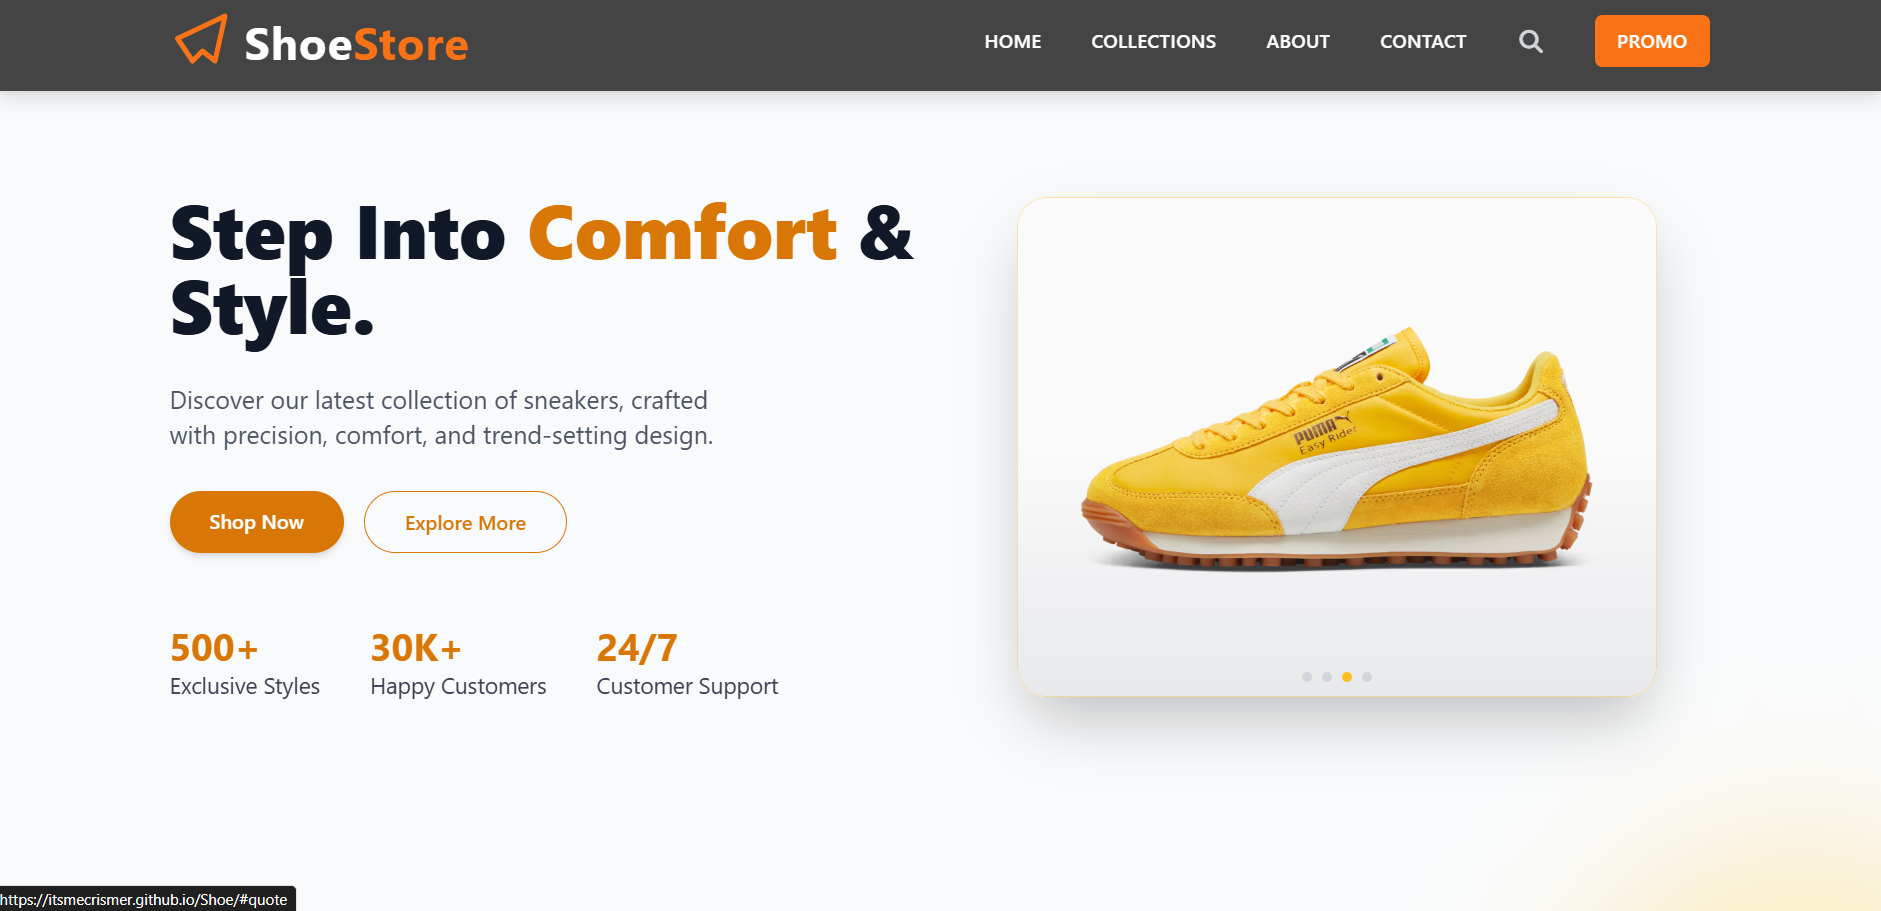 ShoeStore
HOME COLLECTIONS ABOUT CONTACT PROMO
Step Into Comfort &
Style.
Discover our latest collection of sneakers, crafted
with precision, comfort, and trend-setting design.
Shop Now Explore More
500+ 30K+ 24/7
Exclusive Styles Happy Customers Customer Support
PUMA
Easy Rider
https://itsmecrismer.github.io/Shoe/#quote